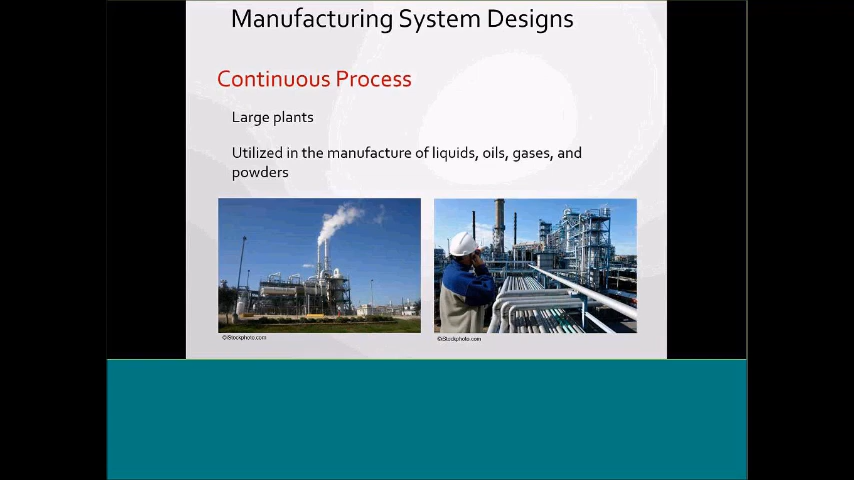 Manufacturing System Designs
Continuous Process
Large plants
Utilized in the manufacture of liquids, oils, gases, and
powders
©iStockphoto.com
©iStockphoto.com